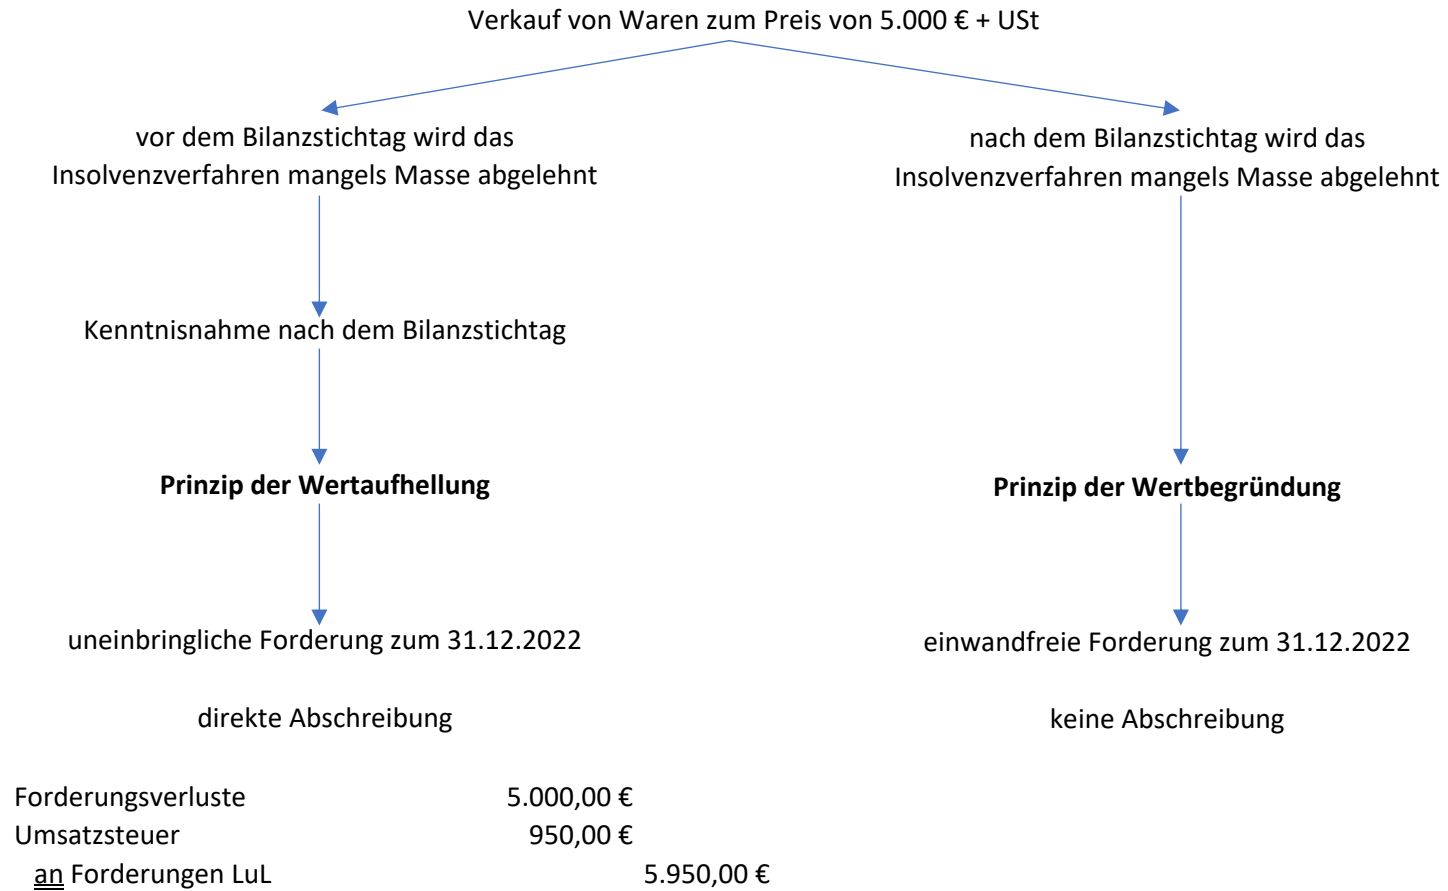 Verkauf von Waren zum Preis von 5.000 € + USt
vor dem Bilanzstichtag wird das
Insolvenzverfahren mangels Masse abgelehnt
nach dem Bilanzstichtag wird das
Insolvenzverfahren mangels Masse abgelehnt
Kenntnisnahme nach dem Bilanzstichtag
Prinzip der Wertaufhellung
Prinzip der Wertbegründung
uneinbringliche Forderung zum 31.12.2022
einwandfreie Forderung zum 31.12.2022
direkte Abschreibung
keine Abschreibung
Forderungsverluste 5.000,00 €
Umsatzsteuer 950,00 €
an Forderungen LuL 5.950,00 €